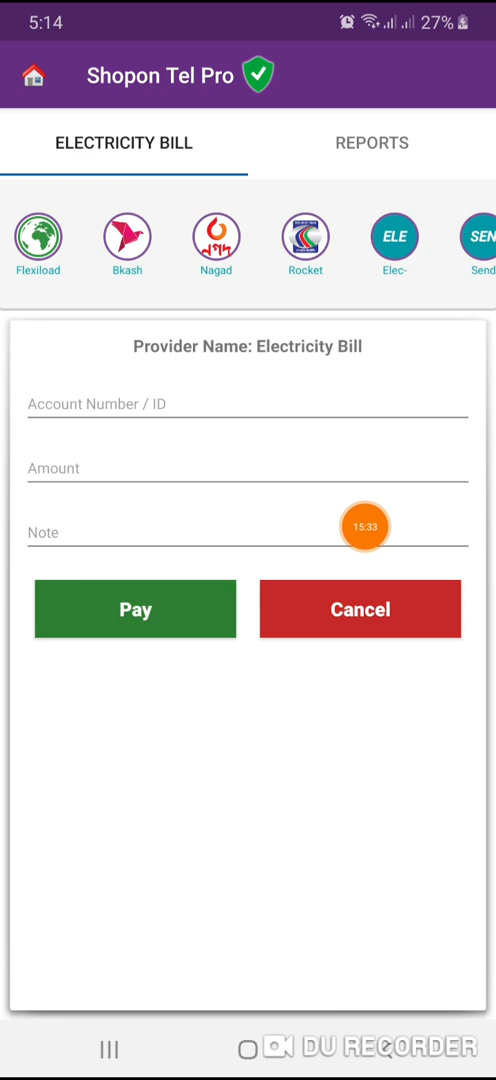 5:14
27%
Shopon Tel Pro
ELECTRICITY BILL
REPORTS
নগদ
ELE
SEN
Flexiload
Bkash
Nagad
Rocket
Elec-
Send
Provider Name: Electricity Bill
Account Number / ID
Amount
Note
15:33
Pay
Cancel
DU RECORDER